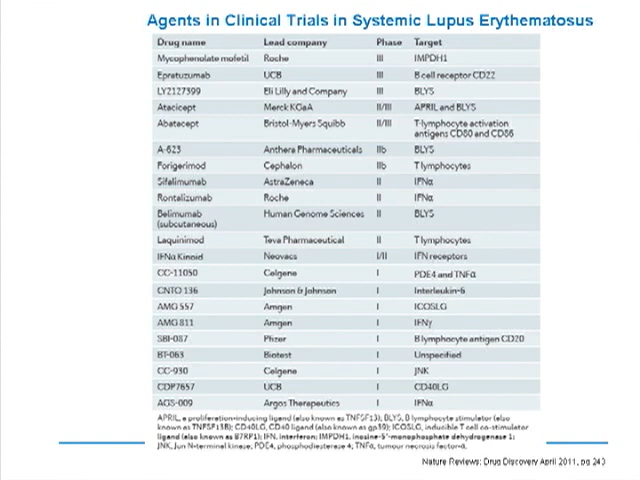 Agents in Clinical Trials in Systemic Lupus Erythematosus
Drug name Lead company Phase Target
Mycophenolate mofetil Roche III IMPDH1
Epratuzumab UCB III B cell receptor CD22
LY2127399 Eli Lilly and Company III BLYS
Atacicept Merck KGaA II/III APRIL and BLYS
Abatacept Bristol-Myers Squibb II/III T-lymphocyte activation
antigens CD80 and CD86
A-623 Anthera Pharmaceuticals IIb BLYS
Forigerimod Cephalon IIb T lymphocytes
Sifalimumab AstraZeneca II IFNα
Rontalizumab Roche II IFNα
Belimumab Human Genome Sciences II BLYS
(subcutaneous)
Laquinimod Teva Pharmaceutical II T lymphocytes
IFNα Kinoid Neovacs I/II IFN receptors
CC-11050 Celgene I PDE4 and TNFα
CNTO 136 Johnson & Johnson I Interleukin-6
AMG 557 Amgen I ICOSLG
AMG 811 Amgen I IFNγ
SBI-087 Pfizer I B lymphocyte antigen CD20
BT-063 Biotest I Unspecified
CC-930 Celgene I JNK
CDP7657 UCB I CD40LG
AGS-009 Argos Therapeutics I IFNα
APRIL, a proliferation-inducing ligand (also known as TNFSF13); BLYS, B lymphocyte stimulator (also
known as TNFSF13B); CD40LG, CD40 ligand (also known as gp39); ICOSLG, inducible T cell co-stimulator
ligand (also known as B7RP1); IFN, interferon; IMPDH1, inosine-5'-monophosphate dehydrogenase 1;
JNK, Jun N-terminal kinase; PDE4, phosphodiesterase 4; TNFα, tumour necrosis factor-α.
Nature Reviews: Drug Discovery April 2011, pg 243